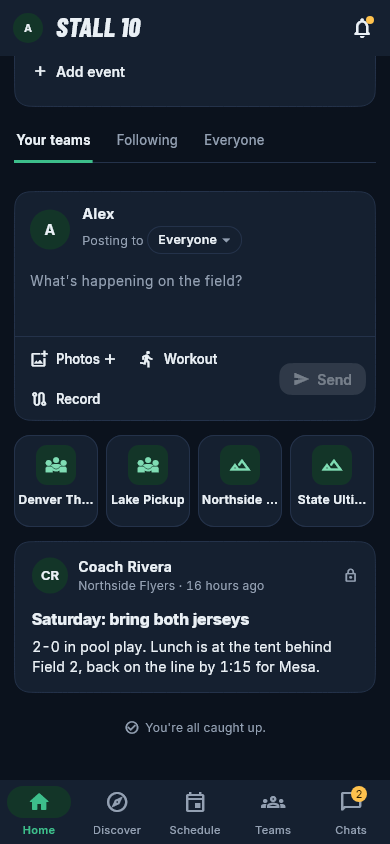 A STALL 10
Add event
Your teams Following Everyone
A
Alex
Posting to Everyone
What's happening on the field?
Photos Workout
Send
Record
Denver Th... Lake Pickup Northside ... State Ulti...
CR
Coach Rivera
Northside Flyers · 16 hours ago
Saturday: bring both jerseys
2-0 in pool play. Lunch is at the tent behind
Field 2, back on the line by 1:15 for Mesa.
You're all caught up.
2
Home Discover Schedule Teams Chats